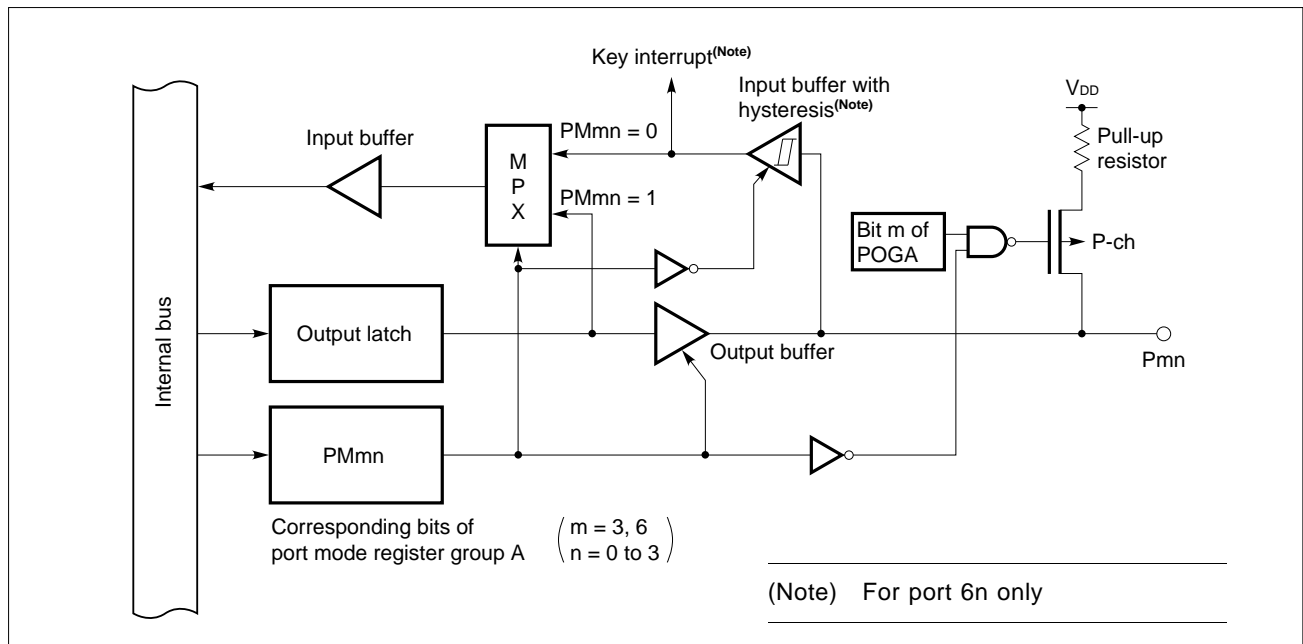 Key interrupt(Note)
Input buffer with
hysteresis(Note)
VDD
Pull-up
resistor
Input buffer
PMmn = 0
M
P
X
PMmn = 1
Bit m of
POGA
P-ch
Internal bus
Output latch
Output buffer
Pmn
PMmn
Corresponding bits of
port mode register group A
m = 3, 6
n = 0 to 3
(Note) For port 6n only